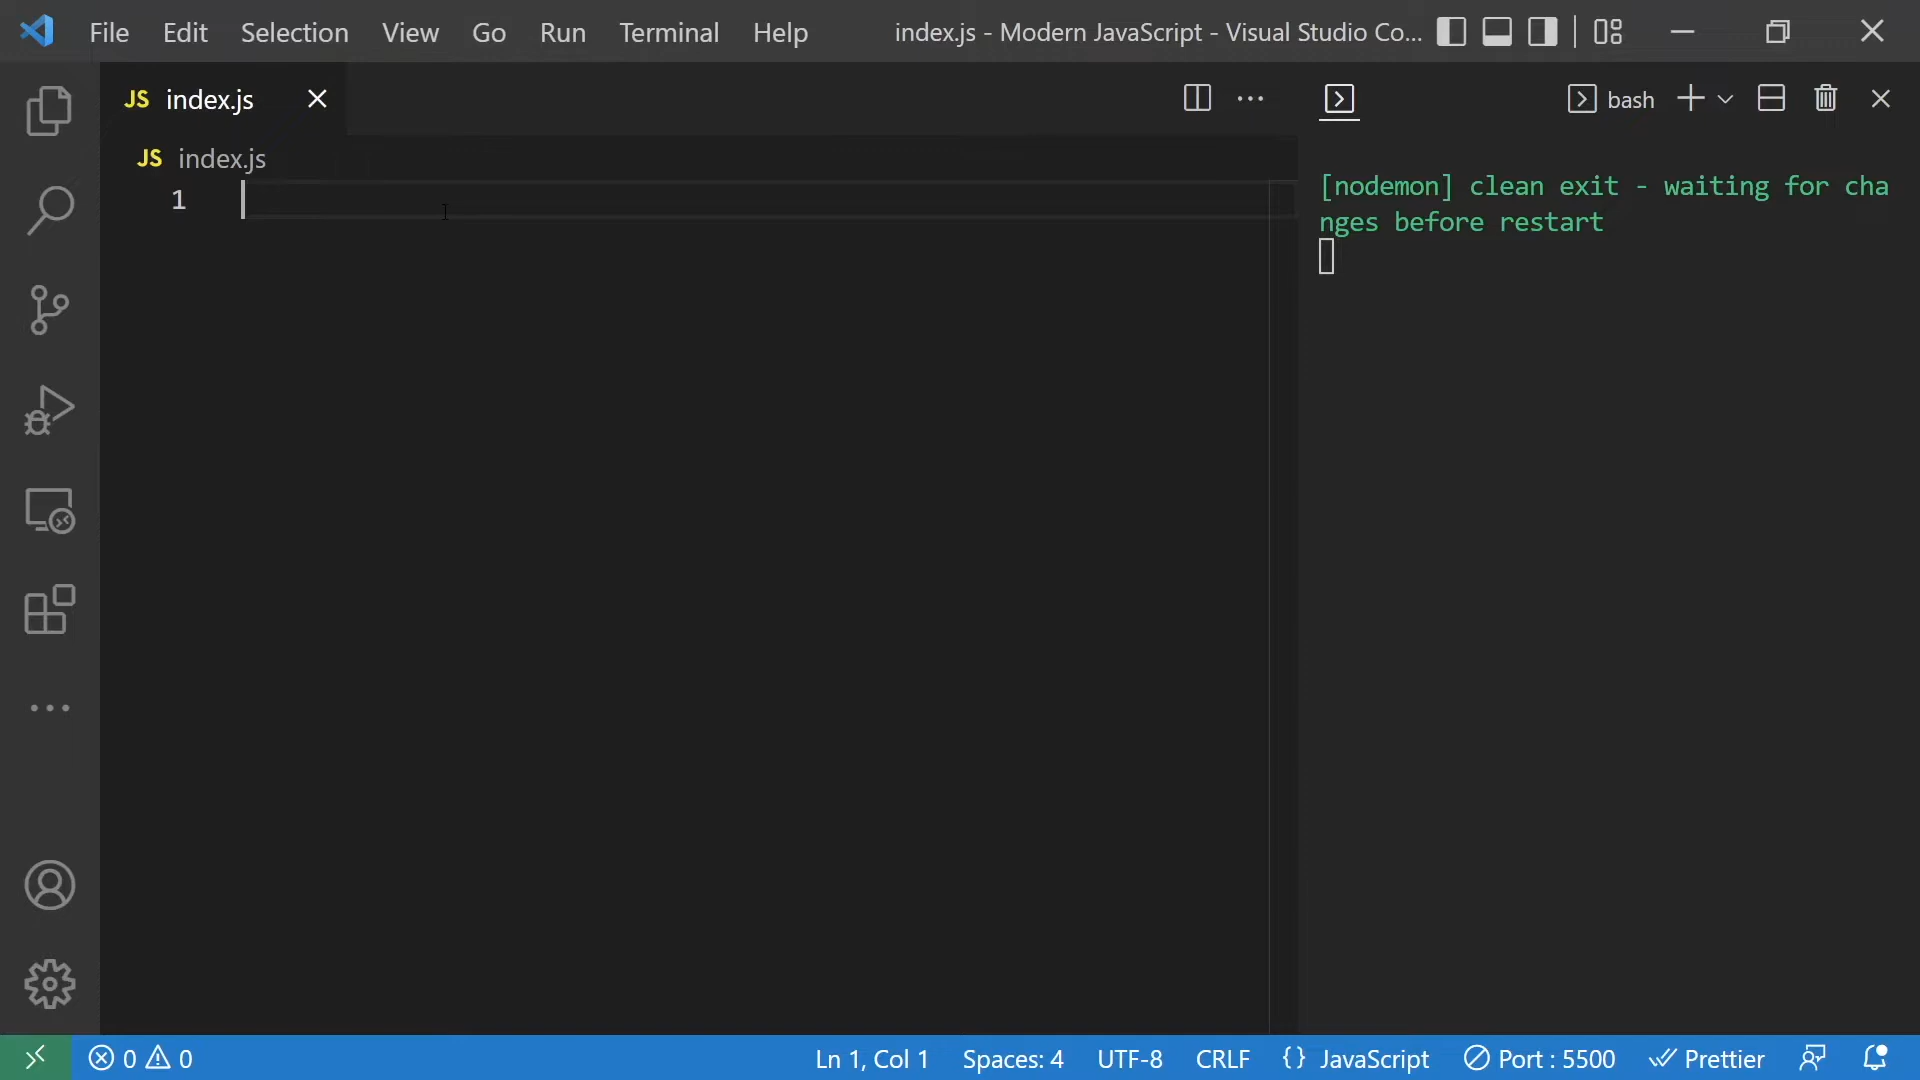 File Edit Selection View Go Run Terminal Help index.js - Modern JavaScript - Visual Studio Co...
JS index.js
bash
JS index.js
1
[nodemon] clean exit - waiting for cha
nges before restart
0 0 Ln 1, Col 1 Spaces: 4 UTF-8 CRLF {} JavaScript Port : 5500 Prettier